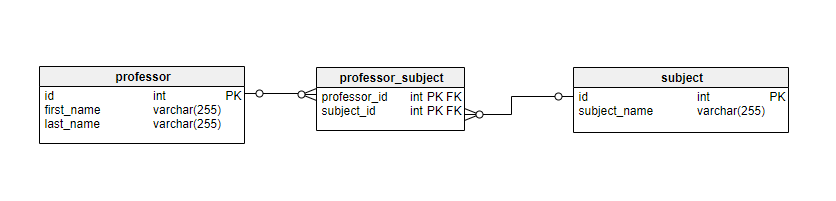 professor
id int PK
first_name varchar(255)
last_name varchar(255)
professor_subject
professor_id int PK FK
subject_id int PK FK
subject
id int PK
subject_name varchar(255)